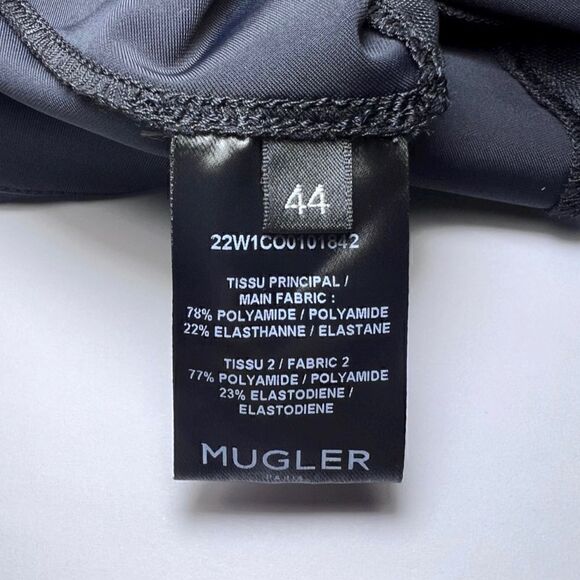 44
22W1CO0101842
TISSU PRINCIPAL /
MAIN FABRIC :
78% POLYAMIDE / POLYAMIDE
22% ELASTHANNE / ELASTANE
TISSU 2 / FABRIC 2
77% POLYAMIDE / POLYAMIDE
23% ELASTODIENE /
ELASTODIENE
MUGLER
PARIS